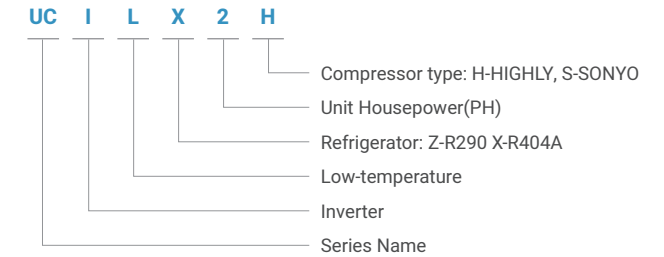 UC I L X 2 H
Compressor type: H-HIGHLY, S-SONYO
Unit Housepower(PH)
Refrigerator: Z-R290 X-R404A
Low-temperature
Inverter
Series Name